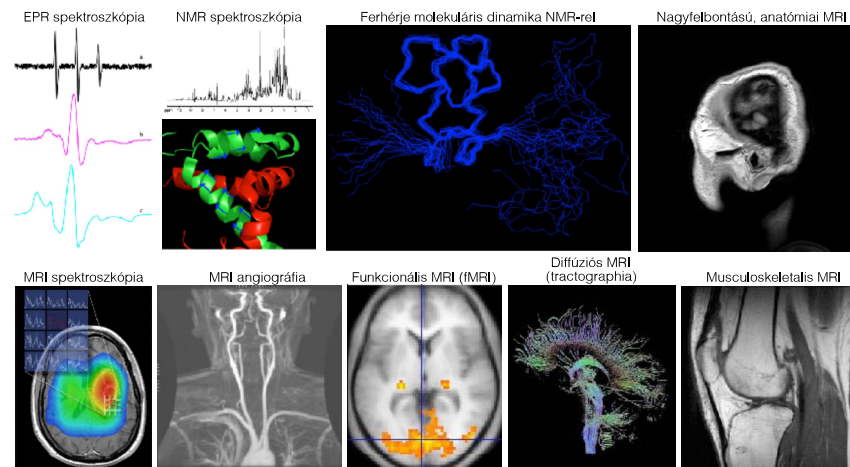 EPR spektroszkópia
NMR spektroszkópia
Ferhérje molekuláris dinamika NMR-rel
Nagyfelbontású, anatómiai MRI
a
b
c
MRI spektroszkópia
MRI angiográfia
Funkcionális MRI (fMRI)
Diffúziós MRI
(tractographia)
Musculoskeletalis MRI